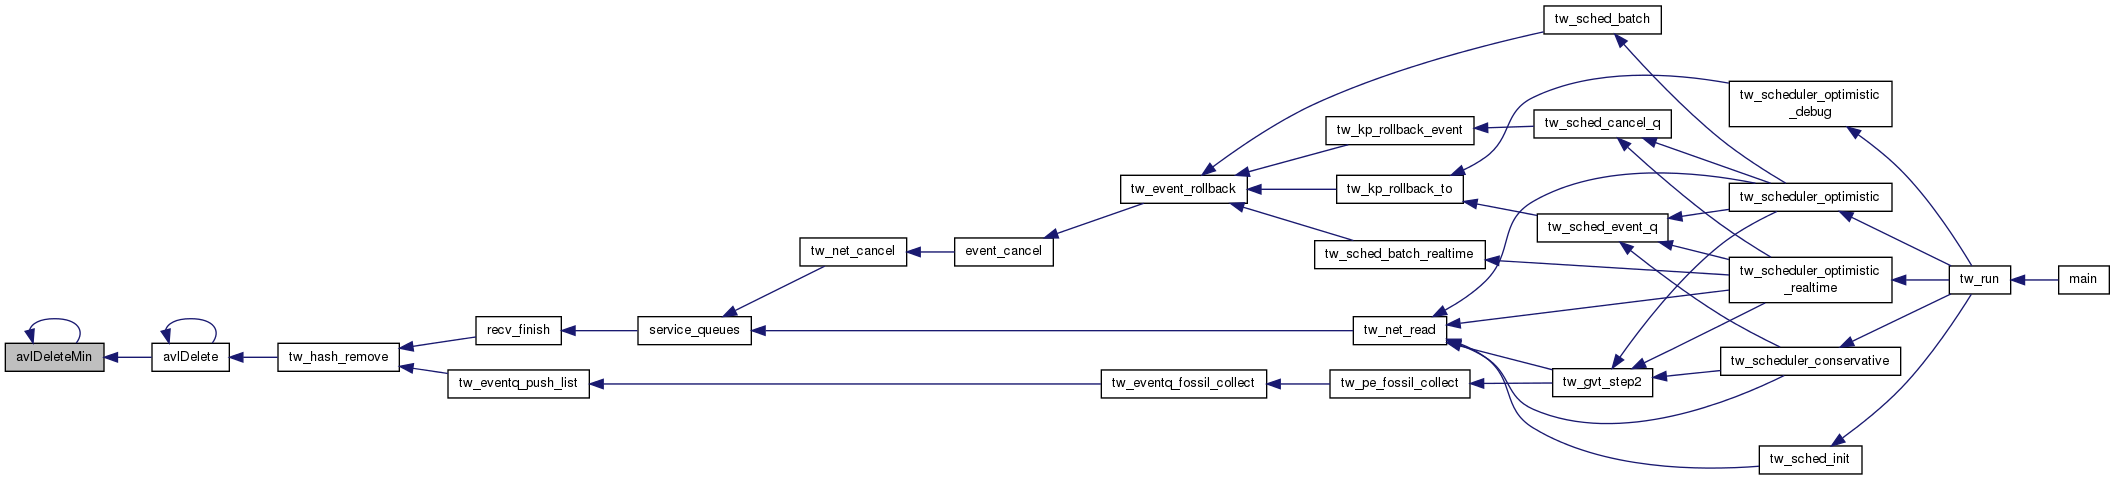 tw_sched_batch
tw_scheduler_optimistic
_debug
tw_sched_cancel_q
tw_kp_rollback_event
tw_event_rollback
tw_kp_rollback_to
tw_scheduler_optimistic
tw_sched_event_q
tw_net_cancel
event_cancel
tw_sched_batch_realtime
tw_scheduler_optimistic
_realtime
tw_run
main
recv_finish
service_queues
tw_net_read
avlDeleteMin
avlDelete
tw_hash_remove
tw_scheduler_conservative
tw_eventq_push_list
tw_eventq_fossil_collect
tw_pe_fossil_collect
tw_gvt_step2
tw_sched_init